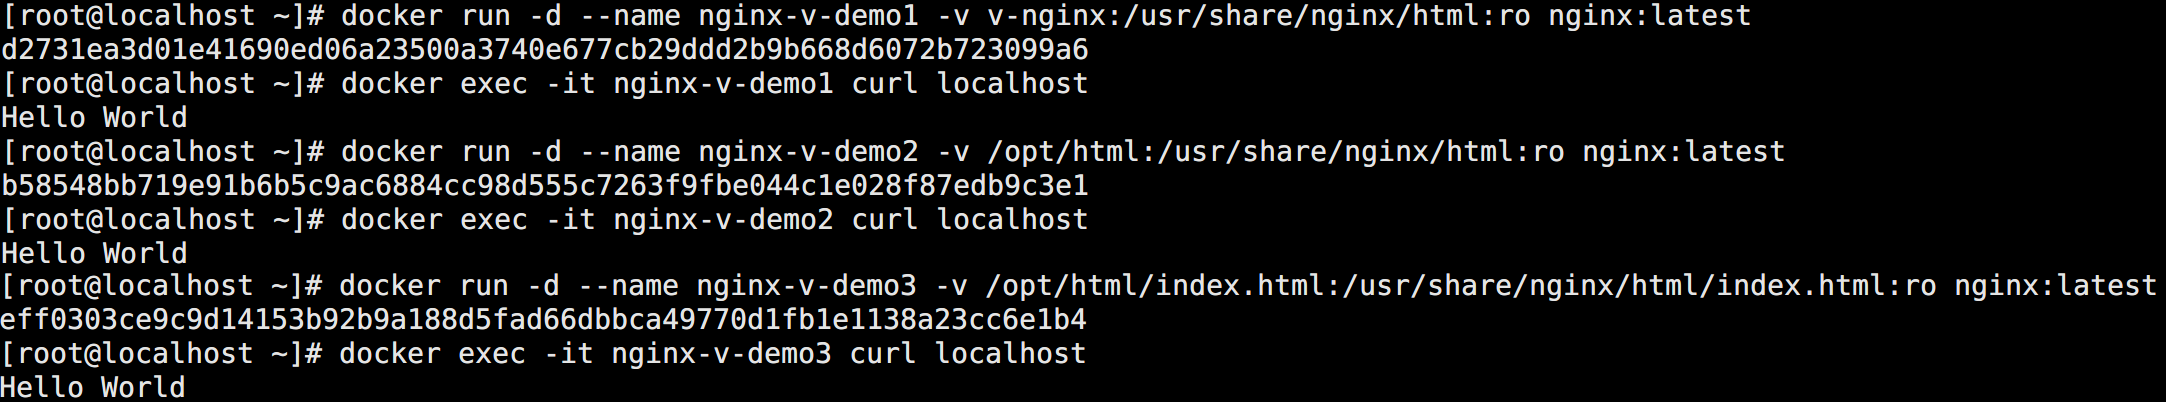 [root@localhost ~]# docker run -d --name nginx-v-demo1 -v v-nginx:/usr/share/nginx/html:ro nginx:latest
d2731ea3d01e41690ed06a23500a3740e677cb29ddd2b9b668d6072b723099a6
[root@localhost ~]# docker exec -it nginx-v-demo1 curl localhost
Hello World
[root@localhost ~]# docker run -d --name nginx-v-demo2 -v /opt/html:/usr/share/nginx/html:ro nginx:latest
b58548bb719e91b6b5c9ac6884cc98d555c7263f9fbe044c1e028f87edb9c3e1
[root@localhost ~]# docker exec -it nginx-v-demo2 curl localhost
Hello World
[root@localhost ~]# docker run -d --name nginx-v-demo3 -v /opt/html/index.html:/usr/share/nginx/html/index.html:ro nginx:latest
eff0303ce9c9d14153b92b9a188d5fad66dbbca49770d1fb1e1138a23cc6e1b4
[root@localhost ~]# docker exec -it nginx-v-demo3 curl localhost
Hello World